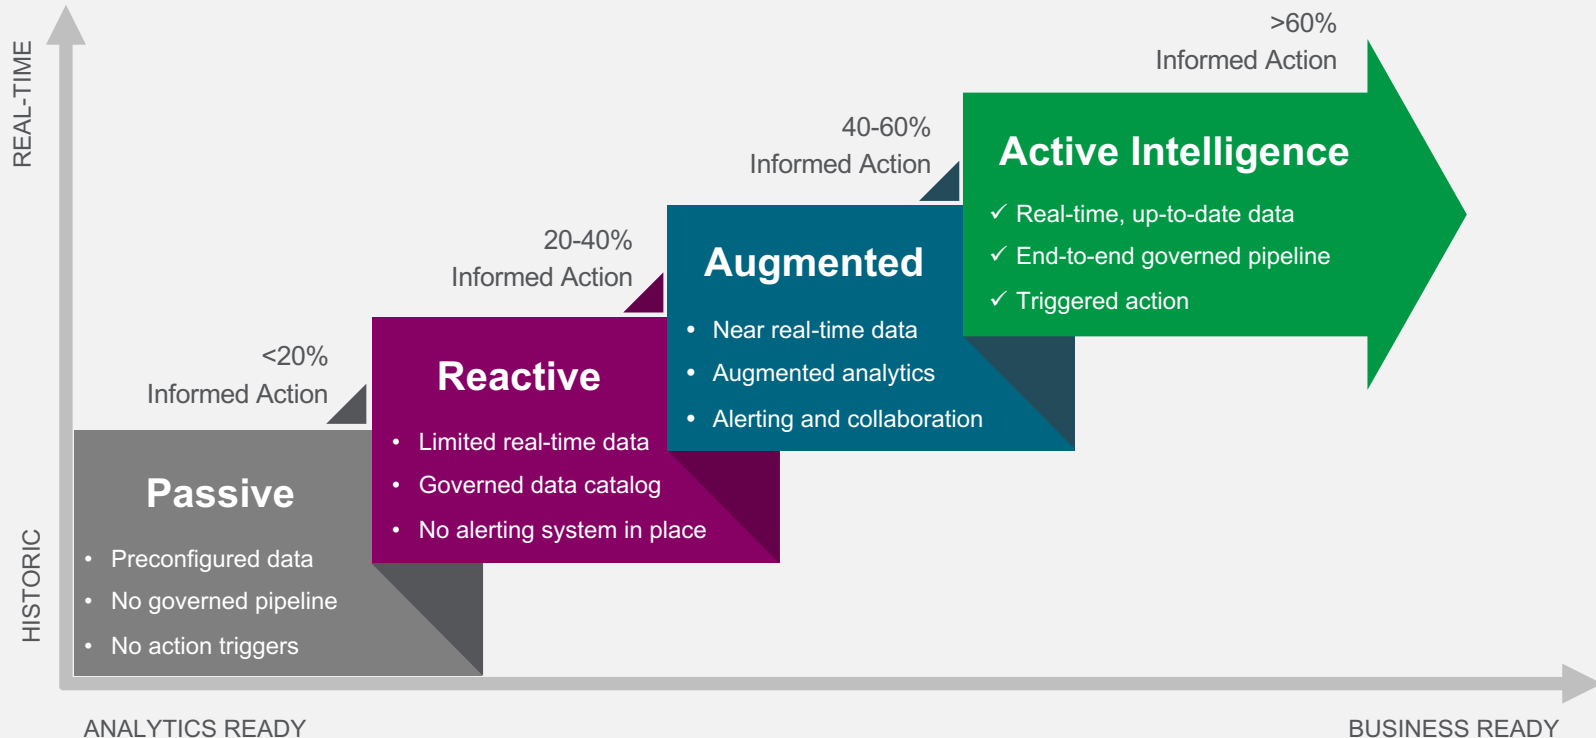 REAL-TIME
HISTORIC
<20%
Informed Action
Passive
• Preconfigured data
• No governed pipeline
• No action triggers
20-40%
Informed Action
Reactive
• Limited real-time data
• Governed data catalog
• No alerting system in place
40-60%
Informed Action
Augmented
• Near real-time data
• Augmented analytics
• Alerting and collaboration
>60%
Informed Action
Active Intelligence
✓ Real-time, up-to-date data
✓ End-to-end governed pipeline
✓ Triggered action
ANALYTICS READY
BUSINESS READY